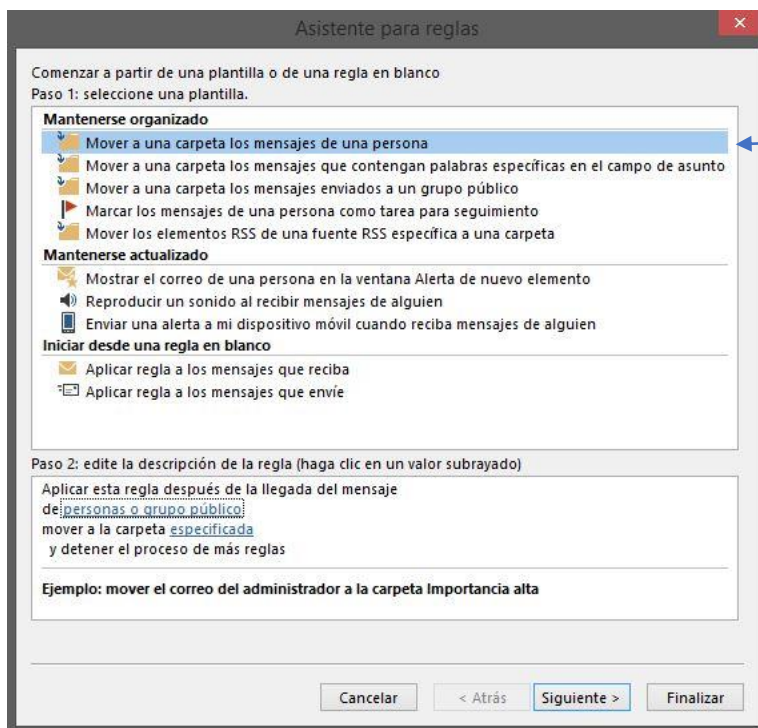 Asistente para reglas
Comenzar a partir de una plantilla o de una regla en blanco
Paso 1: seleccione una plantilla.
Mantenerse organizado
Mover a una carpeta los mensajes de una persona
Mover a una carpeta los mensajes que contengan palabras específicas en el campo de asunto
Mover a una carpeta los mensajes enviados a un grupo público
Marcar los mensajes de una persona como tarea para seguimiento
Mover los elementos RSS de una fuente RSS específica a una carpeta
Mantenerse actualizado
Mostrar el correo de una persona en la ventana Alerta de nuevo elemento
Reproducir un sonido al recibir mensajes de alguien
Enviar una alerta a mi dispositivo móvil cuando reciba mensajes de alguien
Iniciar desde una regla en blanco
Aplicar regla a los mensajes que reciba
Aplicar regla a los mensajes que envíe
Paso 2: edite la descripción de la regla (haga clic en un valor subrayado)
Aplicar esta regla después de la llegada del mensaje
de personas o grupo público
mover a la carpeta especificada
y detener el proceso de más reglas
Ejemplo: mover el correo del administrador a la carpeta Importancia alta
Cancelar
< Atrás
Siguiente >
Finalizar